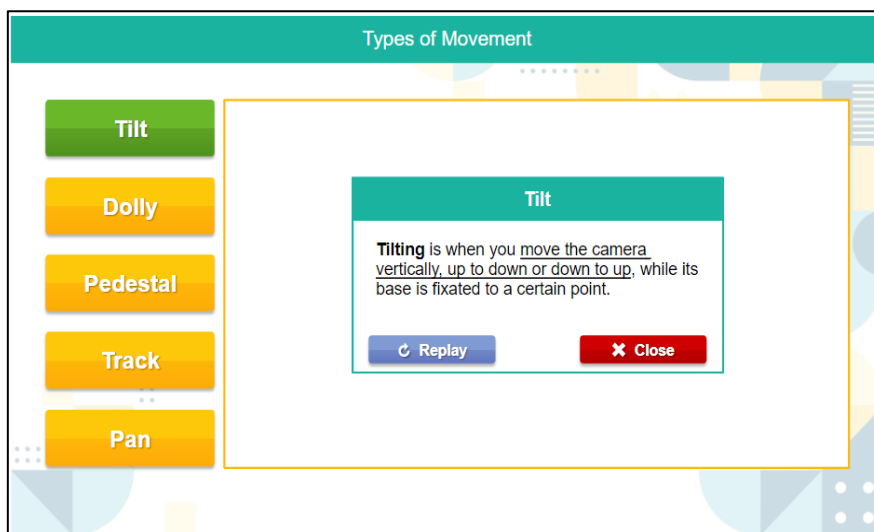 Types of Movement
Tilt
Dolly
Pedestal
Track
Pan
Tilt
Tilting is when you move the camera
vertically, up to down or down to up, while its
base is fixated to a certain point.
Replay
Close